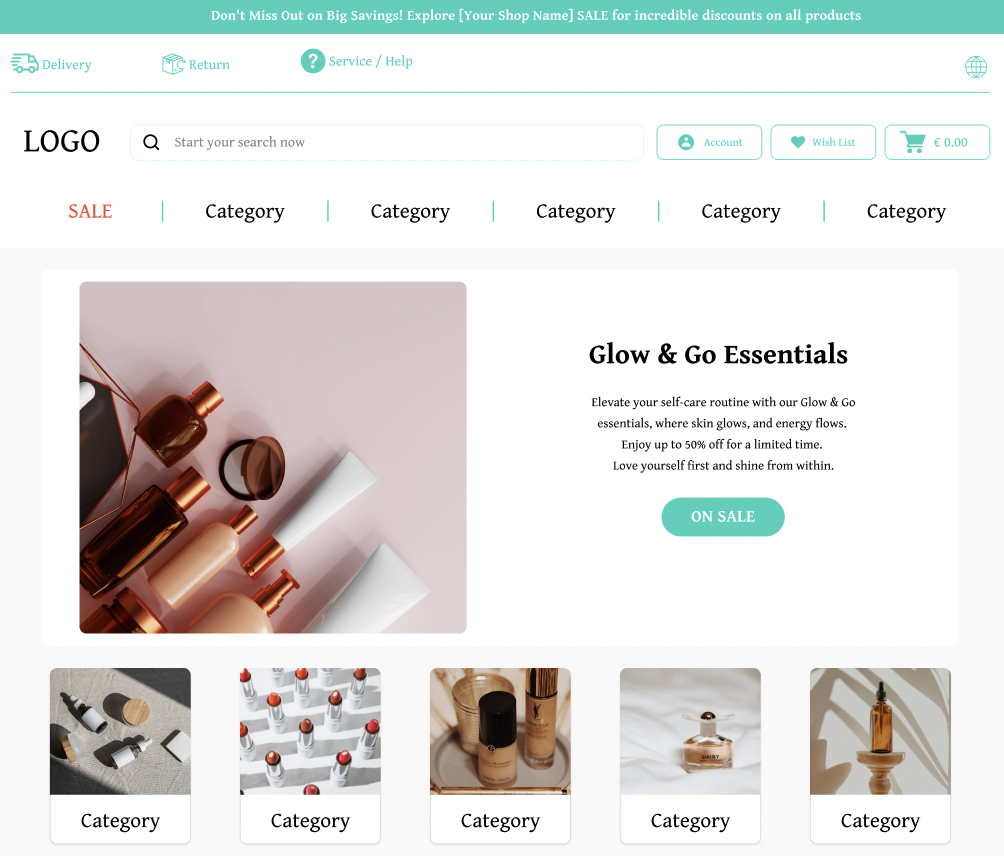 Don't Miss Out on Big Savings! Explore [Your Shop Name] SALE for incredible discounts on all products
Delivery
Return
? Service / Help
LOGO
Start your search now
Account
Wish List
€ 0.00
SALE
Category
Category
Category
Category
Category
Glow & Go Essentials
Elevate your self-care routine with our Glow & Go
essentials, where skin glows, and energy flows.
Enjoy up to 50% off for a limited time.
Love yourself first and shine from within.
ON SALE
Category
Category
Category
Category
Category